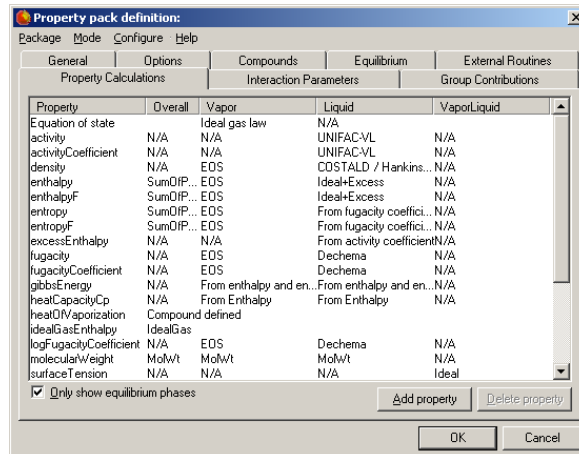 Property pack definition:
Package Mode Configure Help
General Options Compounds Equilibrium External Routines
Property Calculations Interaction Parameters Group Contributions
Property Overall Vapor Liquid VaporLiquid
Equation of state Ideal gas law N/A
activity N/A N/A UNIFAC-VL N/A
activityCoefficient N/A N/A UNIFAC-VL N/A
density N/A EOS COSTALD / Hankins... N/A
enthalpy SumOfP... EOS Ideal+Excess N/A
enthalpyF SumOfP... EOS Ideal+Excess N/A
entropy SumOfP... EOS From fugacity coeffici... N/A
entropyF SumOfP... EOS From fugacity coeffici... N/A
excessEnthalpy N/A N/A From activity coefficient N/A
fugacity N/A EOS Dechema N/A
fugacityCoefficient N/A EOS Dechema N/A
gibbsEnergy N/A From enthalpy and en... From enthalpy and en... N/A
heatCapacityCp N/A From Enthalpy From Enthalpy N/A
heatOfVaporization Compound defined
idealGasEnthalpy IdealGas
logFugacityCoefficient N/A EOS Dechema N/A
molecularWeight MolWt MolWt MolWt N/A
surfaceTension N/A N/A N/A Ideal
Only show equilibrium phases
Add property Delete property
OK Cancel